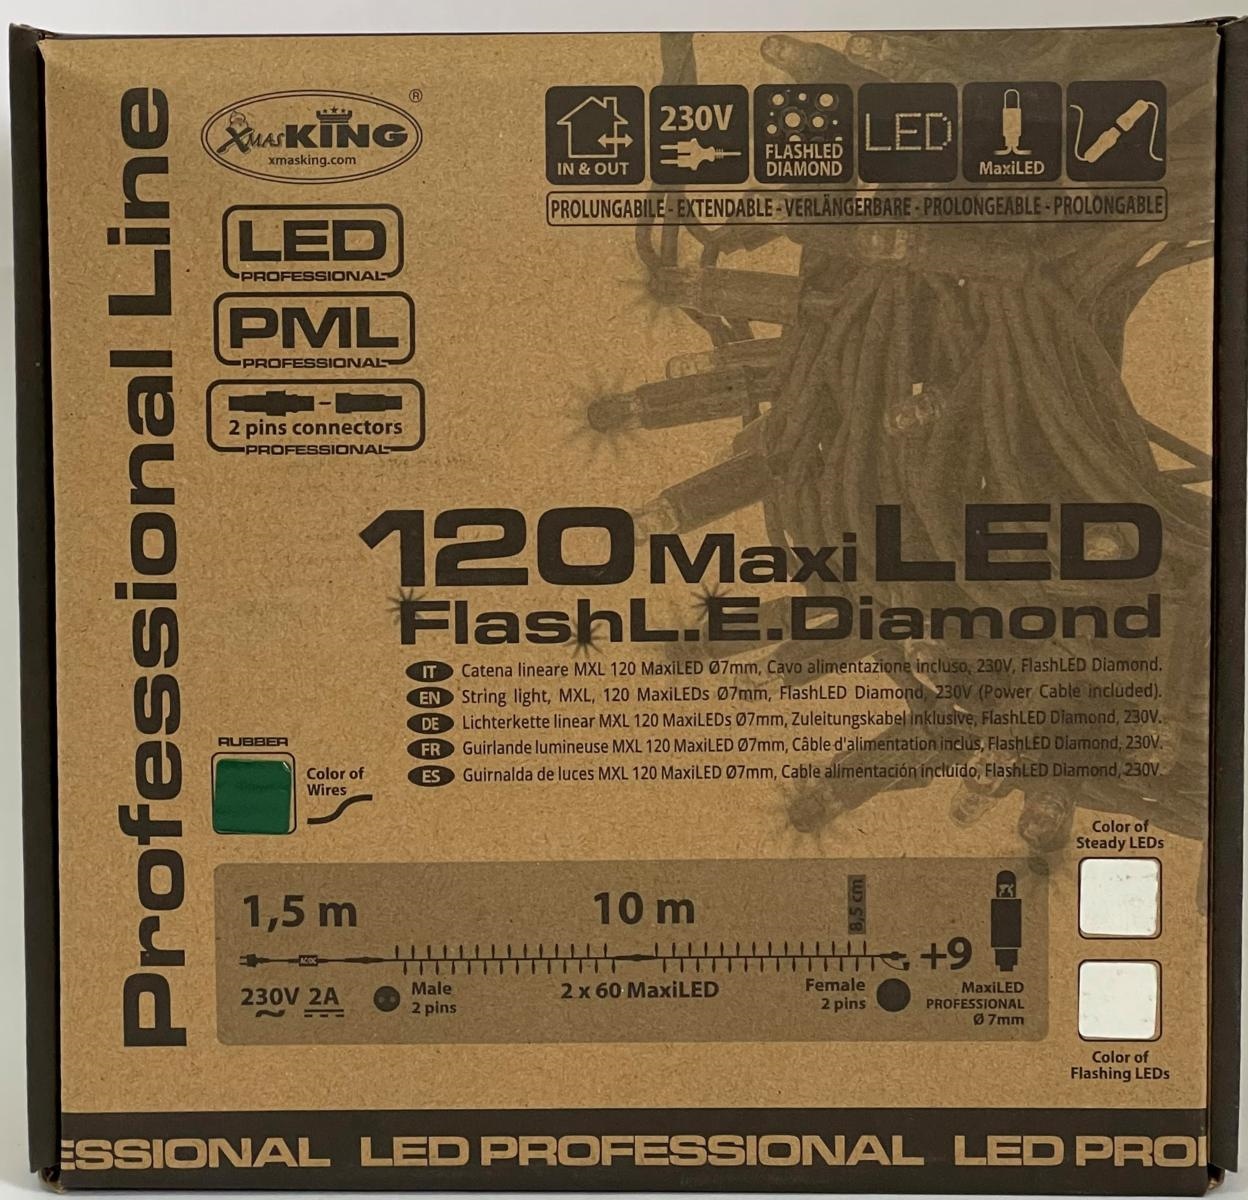 Professional Line
XMASKING ®
xmasking.com
IN & OUT
230V
FLASHLED
DIAMOND
LED
MaxiLED
PROLUNGABILE - EXTENDABLE - VERLÄNGERBARE - PROLONGEABLE - PROLONGABLE
LED
PROFESSIONAL
PML
PROFESSIONAL
2 pins connectors
PROFESSIONAL
120 Maxi LED
FlashL.E.Diamond
IT Catena lineare MXL 120 MaxiLED Ø7mm, Cavo alimentazione incluso, 230V, FlashLED Diamond.
EN String light, MXL, 120 MaxiLEDs Ø7mm, FlashLED Diamond, 230V (Power Cable included).
DE Lichterkette linear MXL 120 MaxiLEDs Ø7mm, Zuleitungskabel inklusive, FlashLED Diamond, 230V.
FR Guirlande lumineuse MXL 120 MaxiLED Ø7mm, Câble d'alimentation inclus, FlashLED Diamond, 230V.
ES Guirnalda de luces MXL 120 MaxiLED Ø7mm, Cable alimentación incluido, FlashLED Diamond, 230V.
RUBBER
Color of
Wires
Color of
Steady LEDs
1,5 m
10 m
8,5 cm
+9
AC/DC
230V 2A
Male
2 pins
2 x 60 MaxiLED
Female
2 pins
MaxiLED
PROFESSIONAL
Ø 7mm
Color of
Flashing LEDs
ESSIONAL LED PROFESSIONAL LED PRO